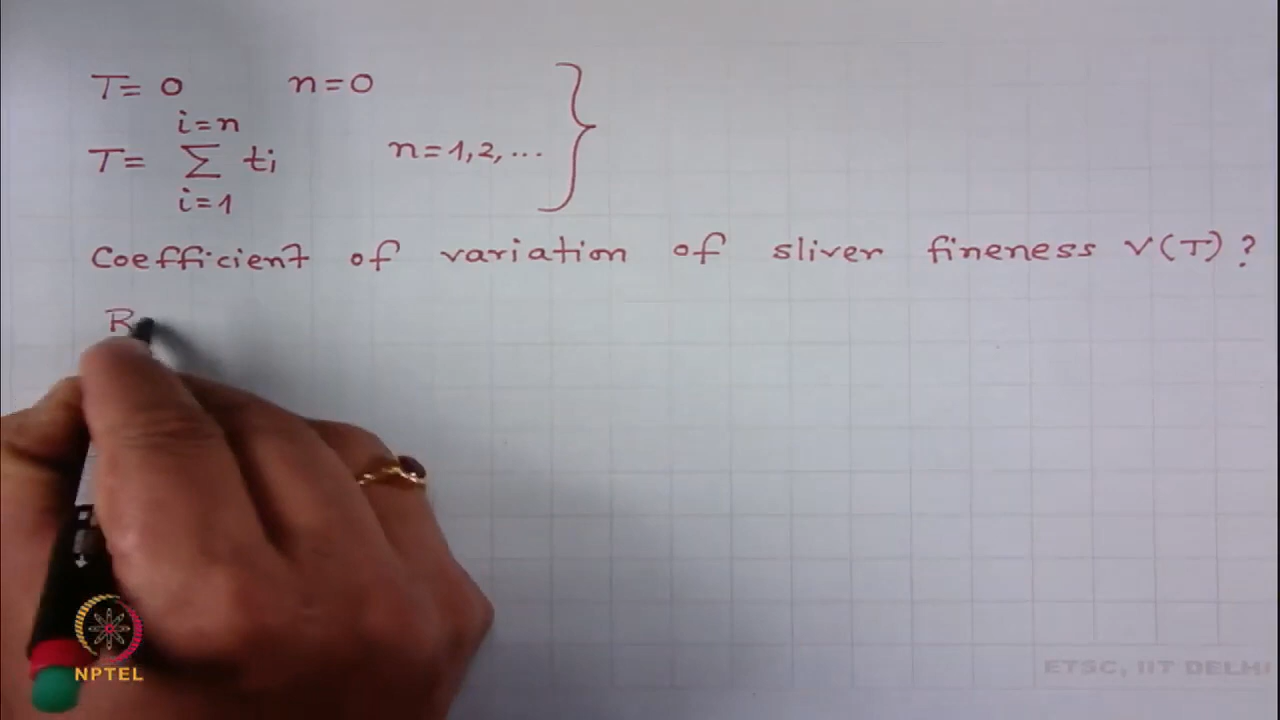 T= 0 n=0
i=n
T= Σ ti n=1,2,...
i=1
Coefficient of variation of sliver fineness V(T)?
R
NPTEL
ETSC, IIT DELHI